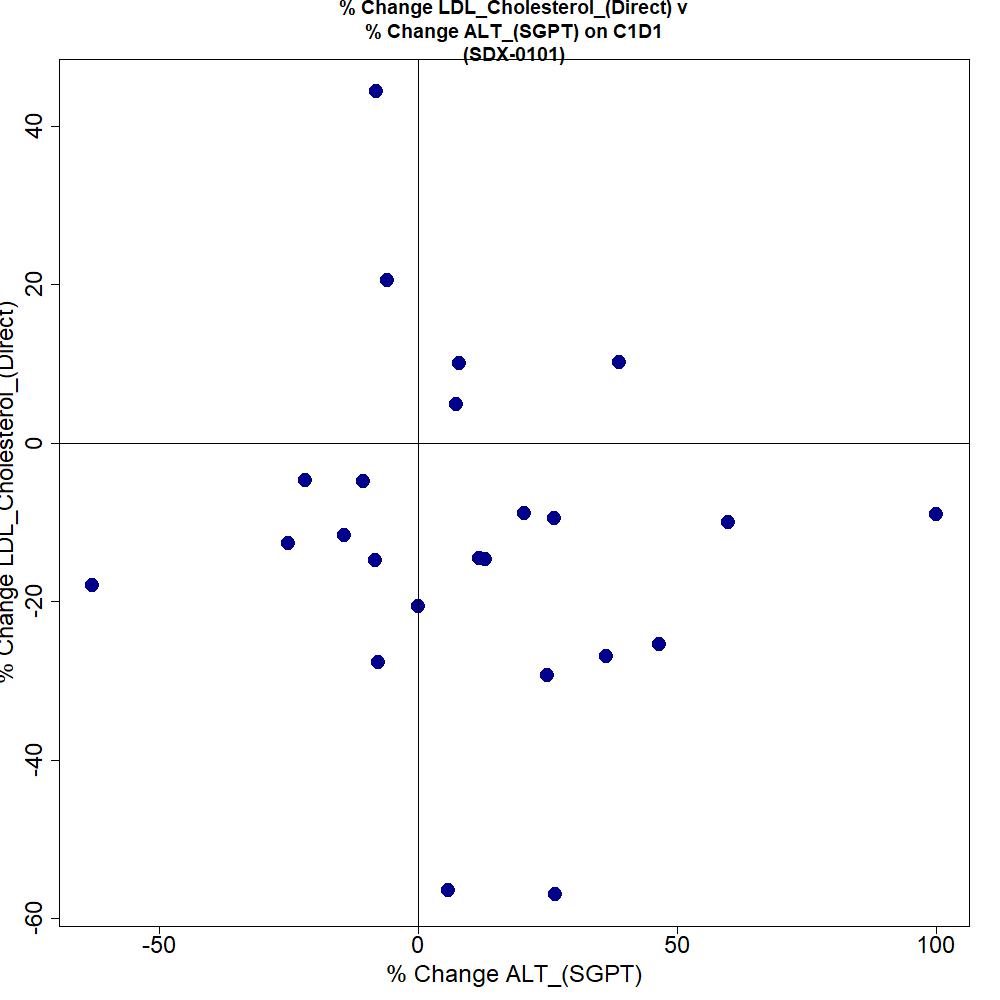 % Change LDL_Cholesterol_(Direct) v
% Change ALT_(SGPT) on C1D1
(SDX-0101)
% Change LDL_Cholesterol_(Direct)
40
20
0
-20
-40
-60
-50
0
50
100
% Change ALT_(SGPT)